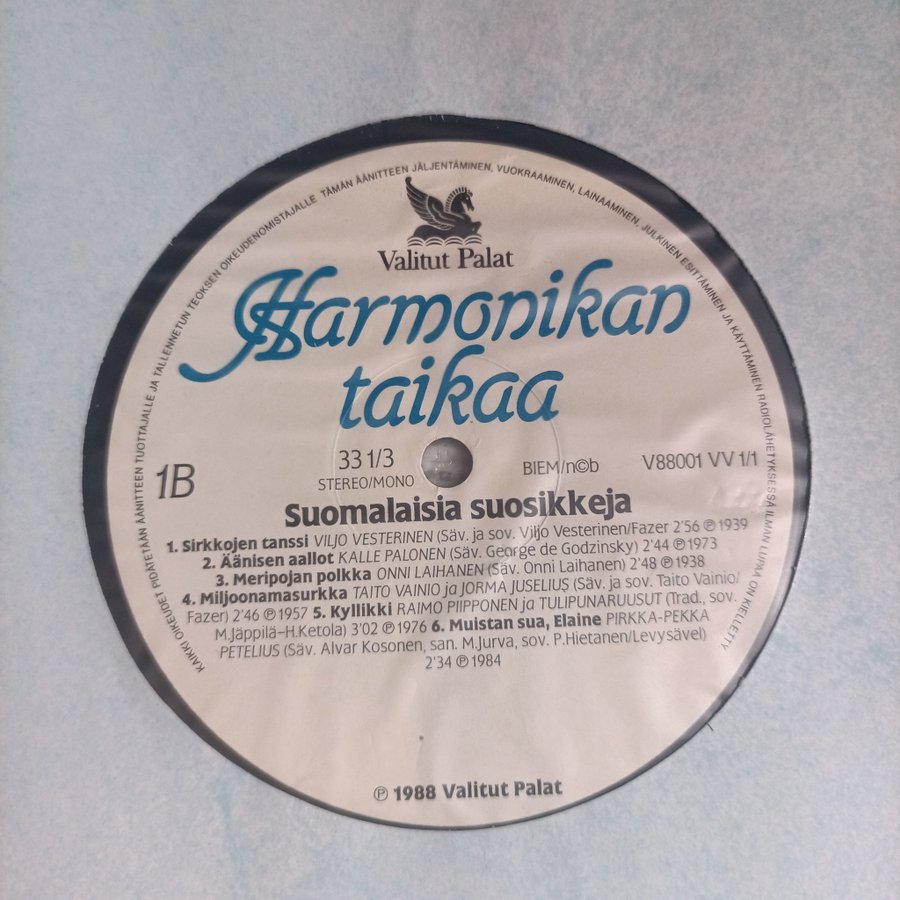 KAIKKI OIKEUDET PIDÄTETÄÄN ÄÄNITTEEN TUOTTAJALLE JA TALLENNETUN TEOKSEN OIKEUDENOMISTAJALLE TÄMÄN ÄÄNITTEEN JÄLJENTÄMINEN, VUOKRAAMINEN, LAINAAMINEN, JULKINEN ESITTÄMINEN JA KÄYTTÄMINEN RADIOLÄHETYKSESSÄ ILMAN LUPAA ON KIELLETTY
Valitut Palat
Harmonikan
taikaa
1B
33 1/3
STEREO/MONO
BIEM/n©b
V88001 VV 1/1
Suomalaisia suosikkeja
1. Sirkkojen tanssi VILJO VESTERINEN (Säv. ja sov. Viljo Vesterinen/Fazer 2'56 ℗ 1939
2. Äänisen aallot KALLE PALONEN (Säv. George de Godzinsky) 2'44 ℗ 1973
3. Meripojan polkka ONNI LAIHANEN (Säv. Onni Laihanen) 2'48 ℗ 1938
4. Miljoonamasurkka TAITO VAINIO ja JORMA JUSELIUS (Säv. ja sov. Taito Vainio/
Fazer) 2'46 ℗ 1957 5. Kyllikki RAIMO PIIPPONEN ja TULIPUNARUUSUT (Trad., sov.
M.Jäppilä–H.Ketola) 3'02 ℗ 1976 6. Muistan sua, Elaine PIRKKA-PEKKA
PETELIUS (Säv. Alvar Kosonen, san. M.Jurva, sov. P.Hietanen/Levysävel)
2'34 ℗ 1984
℗ 1988 Valitut Palat